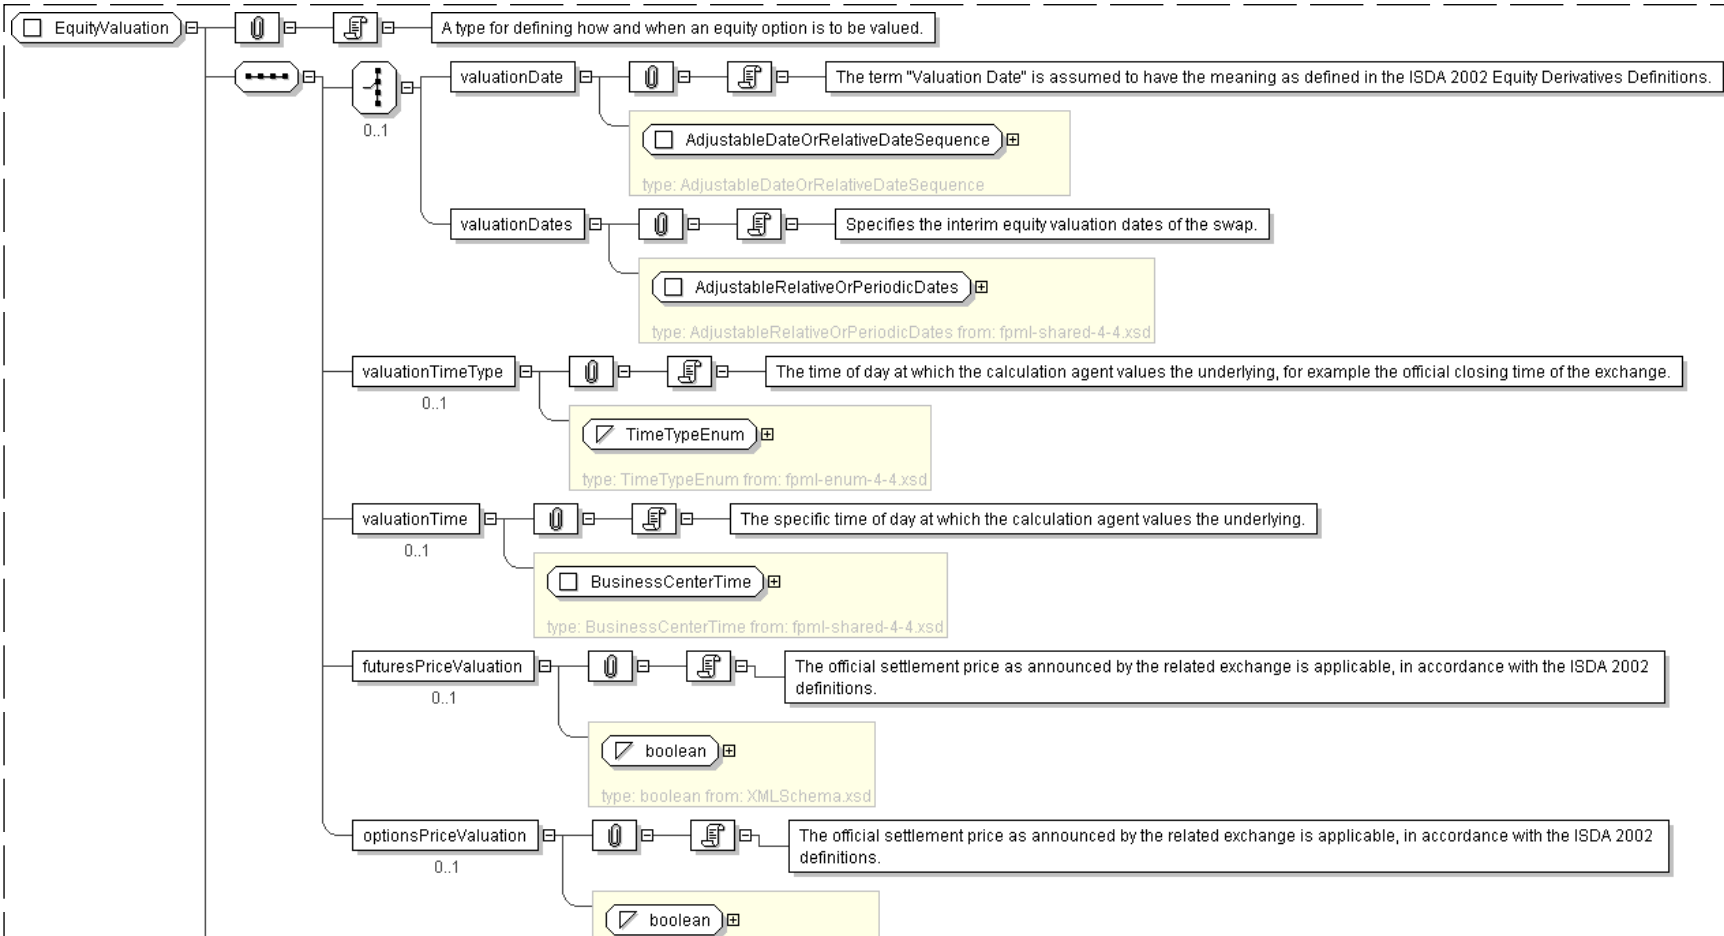 EquityValuation
A type for defining how and when an equity option is to be valued.
0..1
valuationDate
The term "Valuation Date" is assumed to have the meaning as defined in the ISDA 2002 Equity Derivatives Definitions.
AdjustableDateOrRelativeDateSequence
type: AdjustableDateOrRelativeDateSequence
valuationDates
Specifies the interim equity valuation dates of the swap.
AdjustableRelativeOrPeriodicDates
type: AdjustableRelativeOrPeriodicDates from: fpml-shared-4-4.xsd
valuationTimeType
The time of day at which the calculation agent values the underlying, for example the official closing time of the exchange.
0..1
TimeTypeEnum
type: TimeTypeEnum from: fpml-enum-4-4.xsd
valuationTime
The specific time of day at which the calculation agent values the underlying.
0..1
BusinessCenterTime
type: BusinessCenterTime from: fpml-shared-4-4.xsd
futuresPriceValuation
The official settlement price as announced by the related exchange is applicable, in accordance with the ISDA 2002
definitions.
0..1
boolean
type: boolean from: XMLSchema.xsd
optionsPriceValuation
The official settlement price as announced by the related exchange is applicable, in accordance with the ISDA 2002
definitions.
0..1
boolean